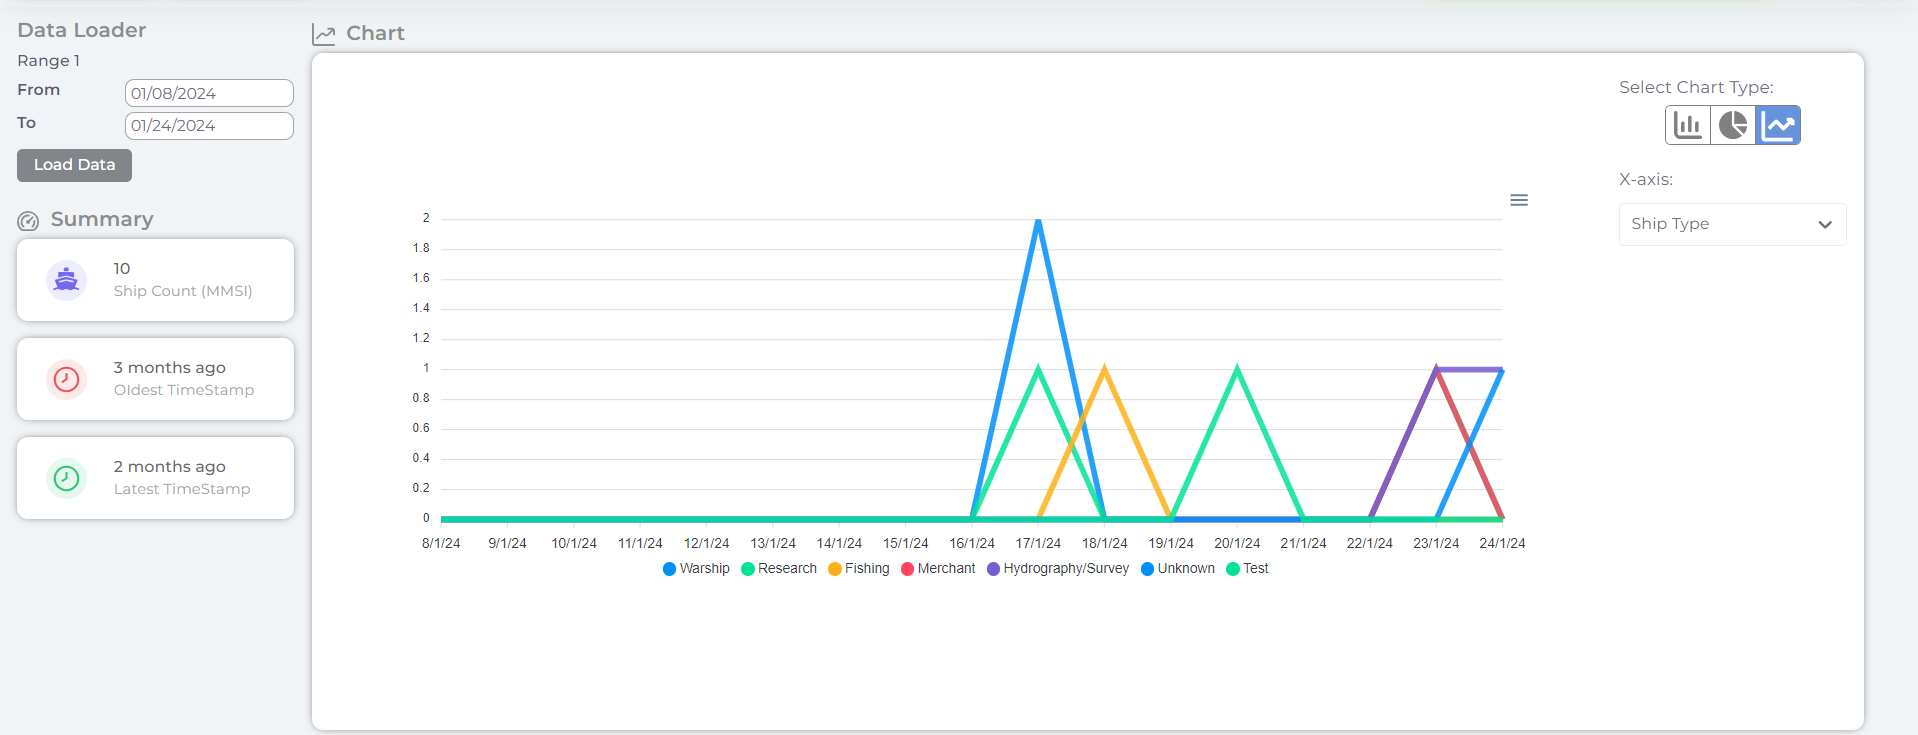 Data Loader
Range 1
From
01/08/2024
To
01/24/2024
Load Data
Summary
10
Ship Count (MMSI)
3 months ago
Oldest TimeStamp
2 months ago
Latest TimeStamp
Chart
Select Chart Type:
X-axis:
Ship Type
2
1.8
1.6
1.4
1.2
1
0.8
0.6
0.4
0.2
0
8/1/24 9/1/24 10/1/24 11/1/24 12/1/24 13/1/24 14/1/24 15/1/24 16/1/24 17/1/24 18/1/24 19/1/24 20/1/24 21/1/24 22/1/24 23/1/24 24/1/24
Warship Research Fishing Merchant Hydrography/Survey Unknown Test